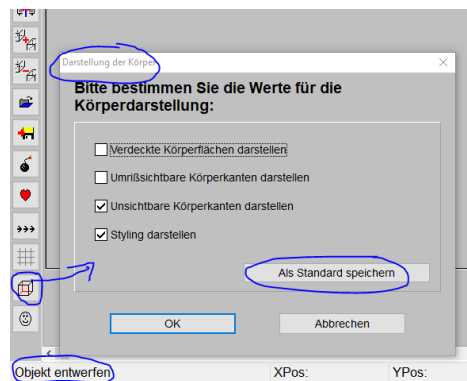 Darstellung der Körper
Bitte bestimmen Sie die Werte für die
Körperdarstellung:
Verdeckte Körperflächen darstellen
Umrißsichtbare Körperkanten darstellen
Unsichtbare Körperkanten darstellen
Styling darstellen
Als Standard speichern
OK
Abbrechen
Objekt entwerfen
XPos:
YPos: